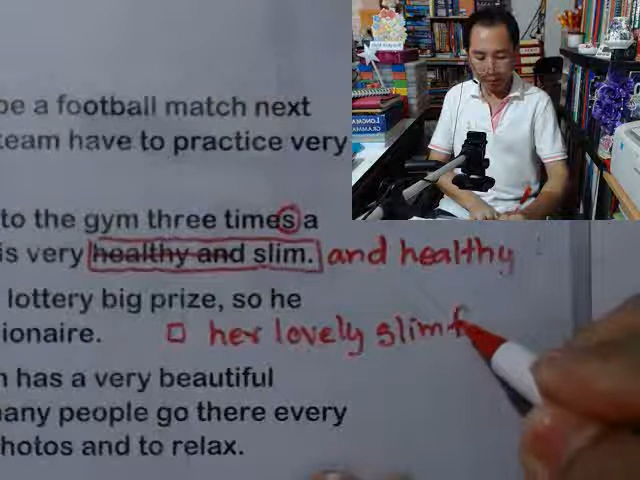 be a football match next
team have to practice very
to the gym three times a
is very healthy and slim. and healthy
lottery big prize, so he
ionaire. her lovely slim f
n has a very beautiful
many people go there every
hotos and to relax.
LONGMAN
GRAMMAR